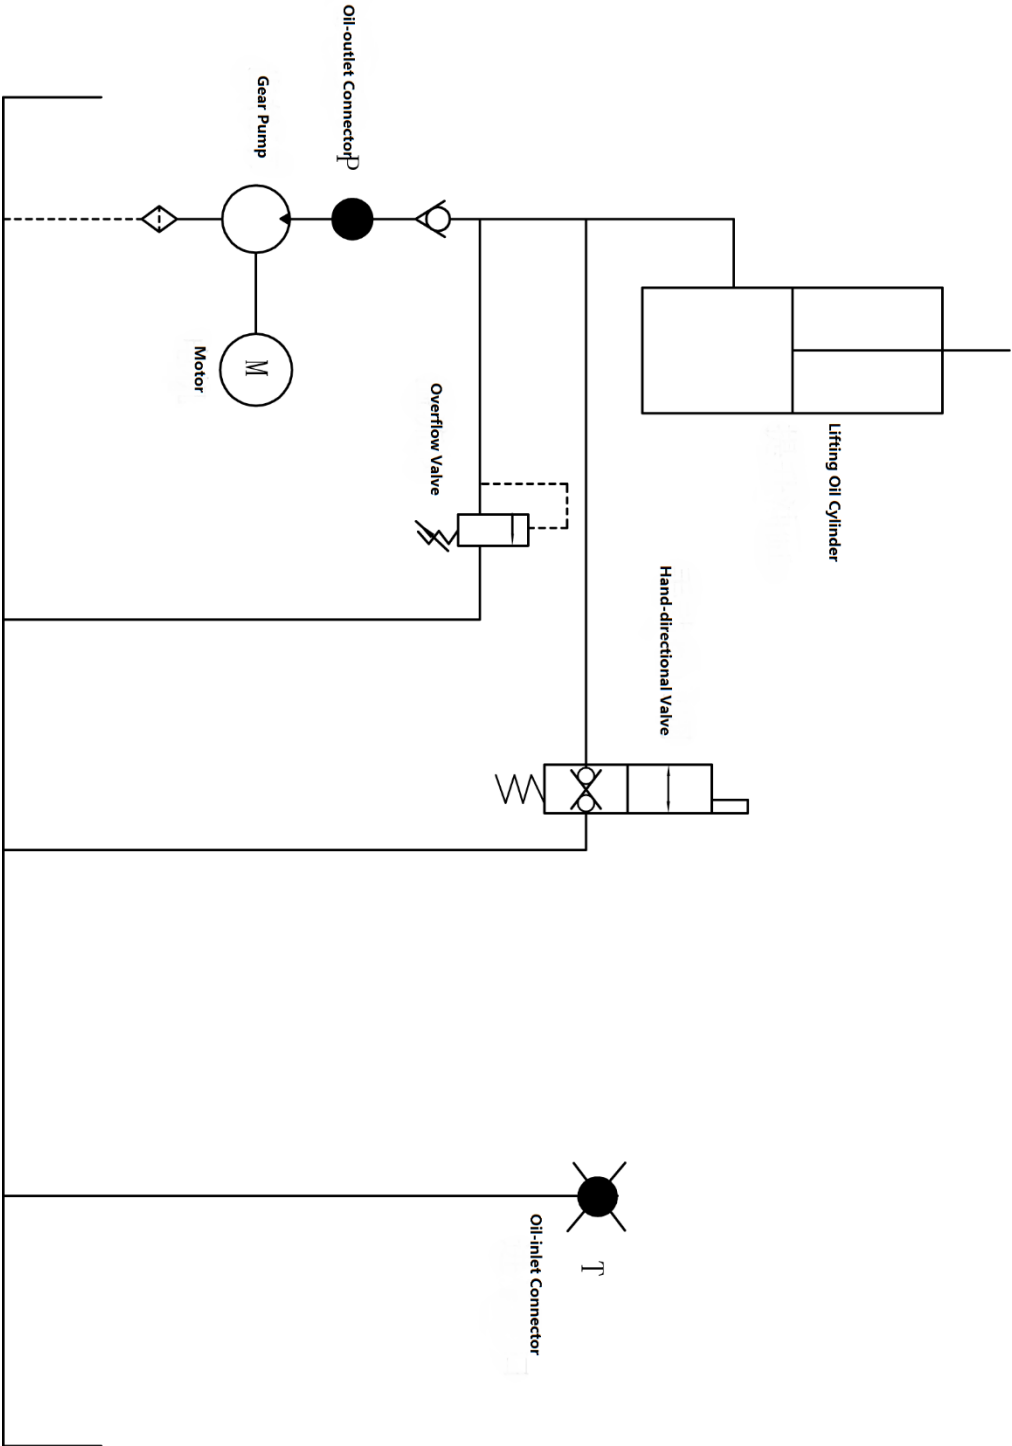 Oil-outlet Connector
P
Gear Pump
M
Motor
Overflow Valve
Lifting Oil Cylinder
Hand-directional Valve
T
Oil-inlet Connector